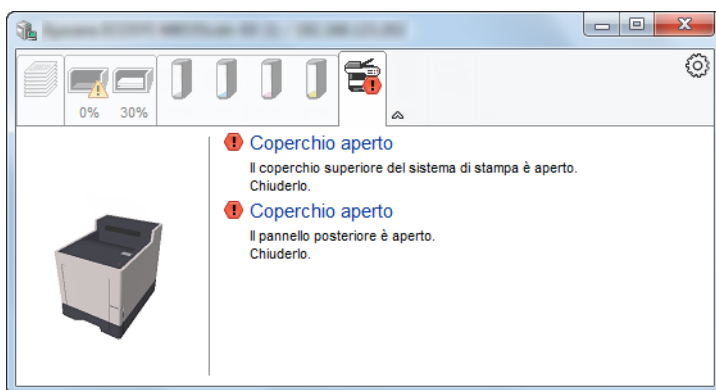 0% 30%
Coperchio aperto
Il coperchio superiore del sistema di stampa è aperto.
Chiuderlo.
Coperchio aperto
Il pannello posteriore è aperto.
Chiuderlo.